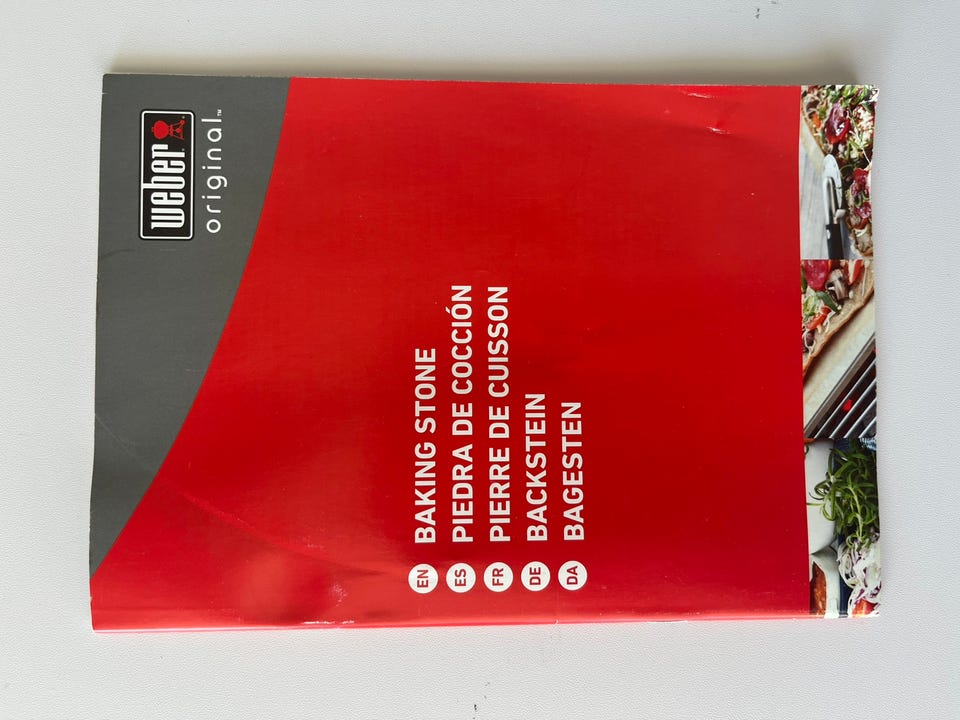 weber
original™
EN BAKING STONE
ES PIEDRA DE COCCIÓN
FR PIERRE DE CUISSON
DE BACKSTEIN
DA BAGESTEN